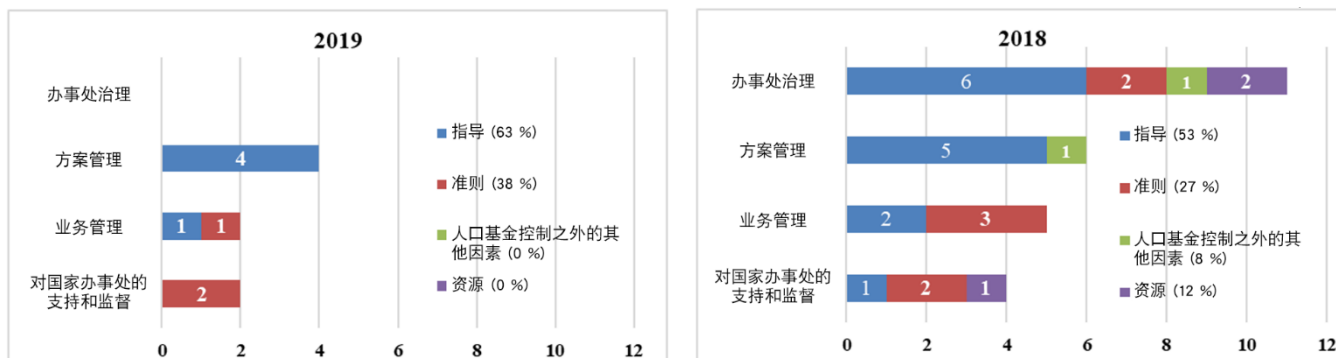 2019
办事处治理
方案管理
4
业务管理
1 1
对国家办事处的
支持和监督
2
指导 (63 %)
准则 (38 %)
人口基金控制之外的其
他因素 (0 %)
资源 (0 %)
0 2 4 6 8 10 12
2018
办事处治理
6 2 1 2
方案管理
5 1
业务管理
2 3
对国家办事处的
支持和监督
1 2 1
指导 (53 %)
准则 (27 %)
人口基金控制之外的其
他因素 (8 %)
资源 (12 %)
0 2 4 6 8 10 12